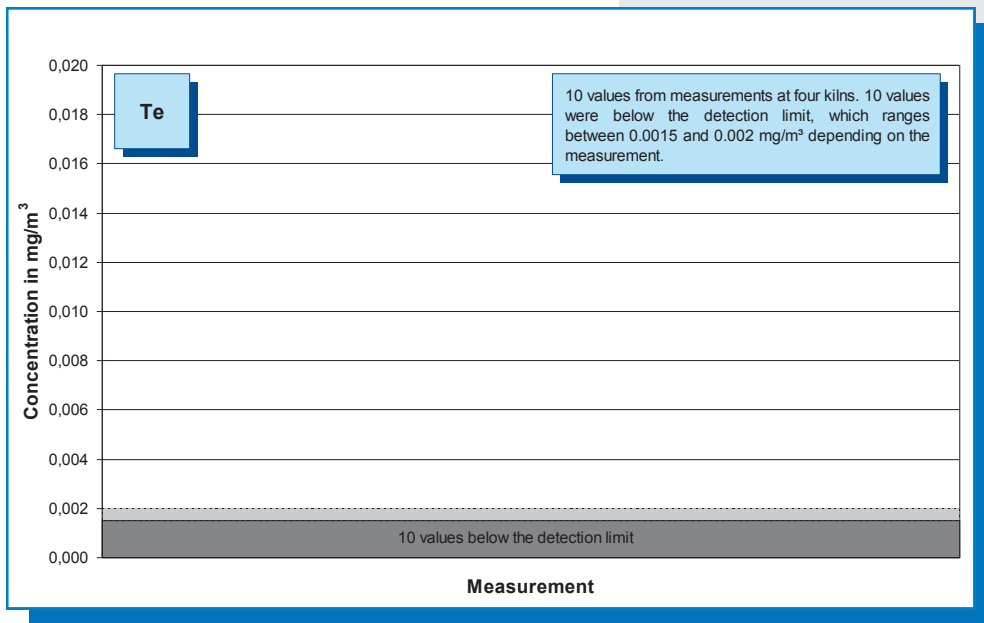 0,020
0,018
0,016
0,014
0,012
0,010
0,008
0,006
0,004
0,002
0,000
Concentration in mg/m³
Te
10 values from measurements at four kilns. 10 values
were below the detection limit, which ranges
between 0.0015 and 0.002 mg/m³ depending on the
measurement.
10 values below the detection limit
Measurement